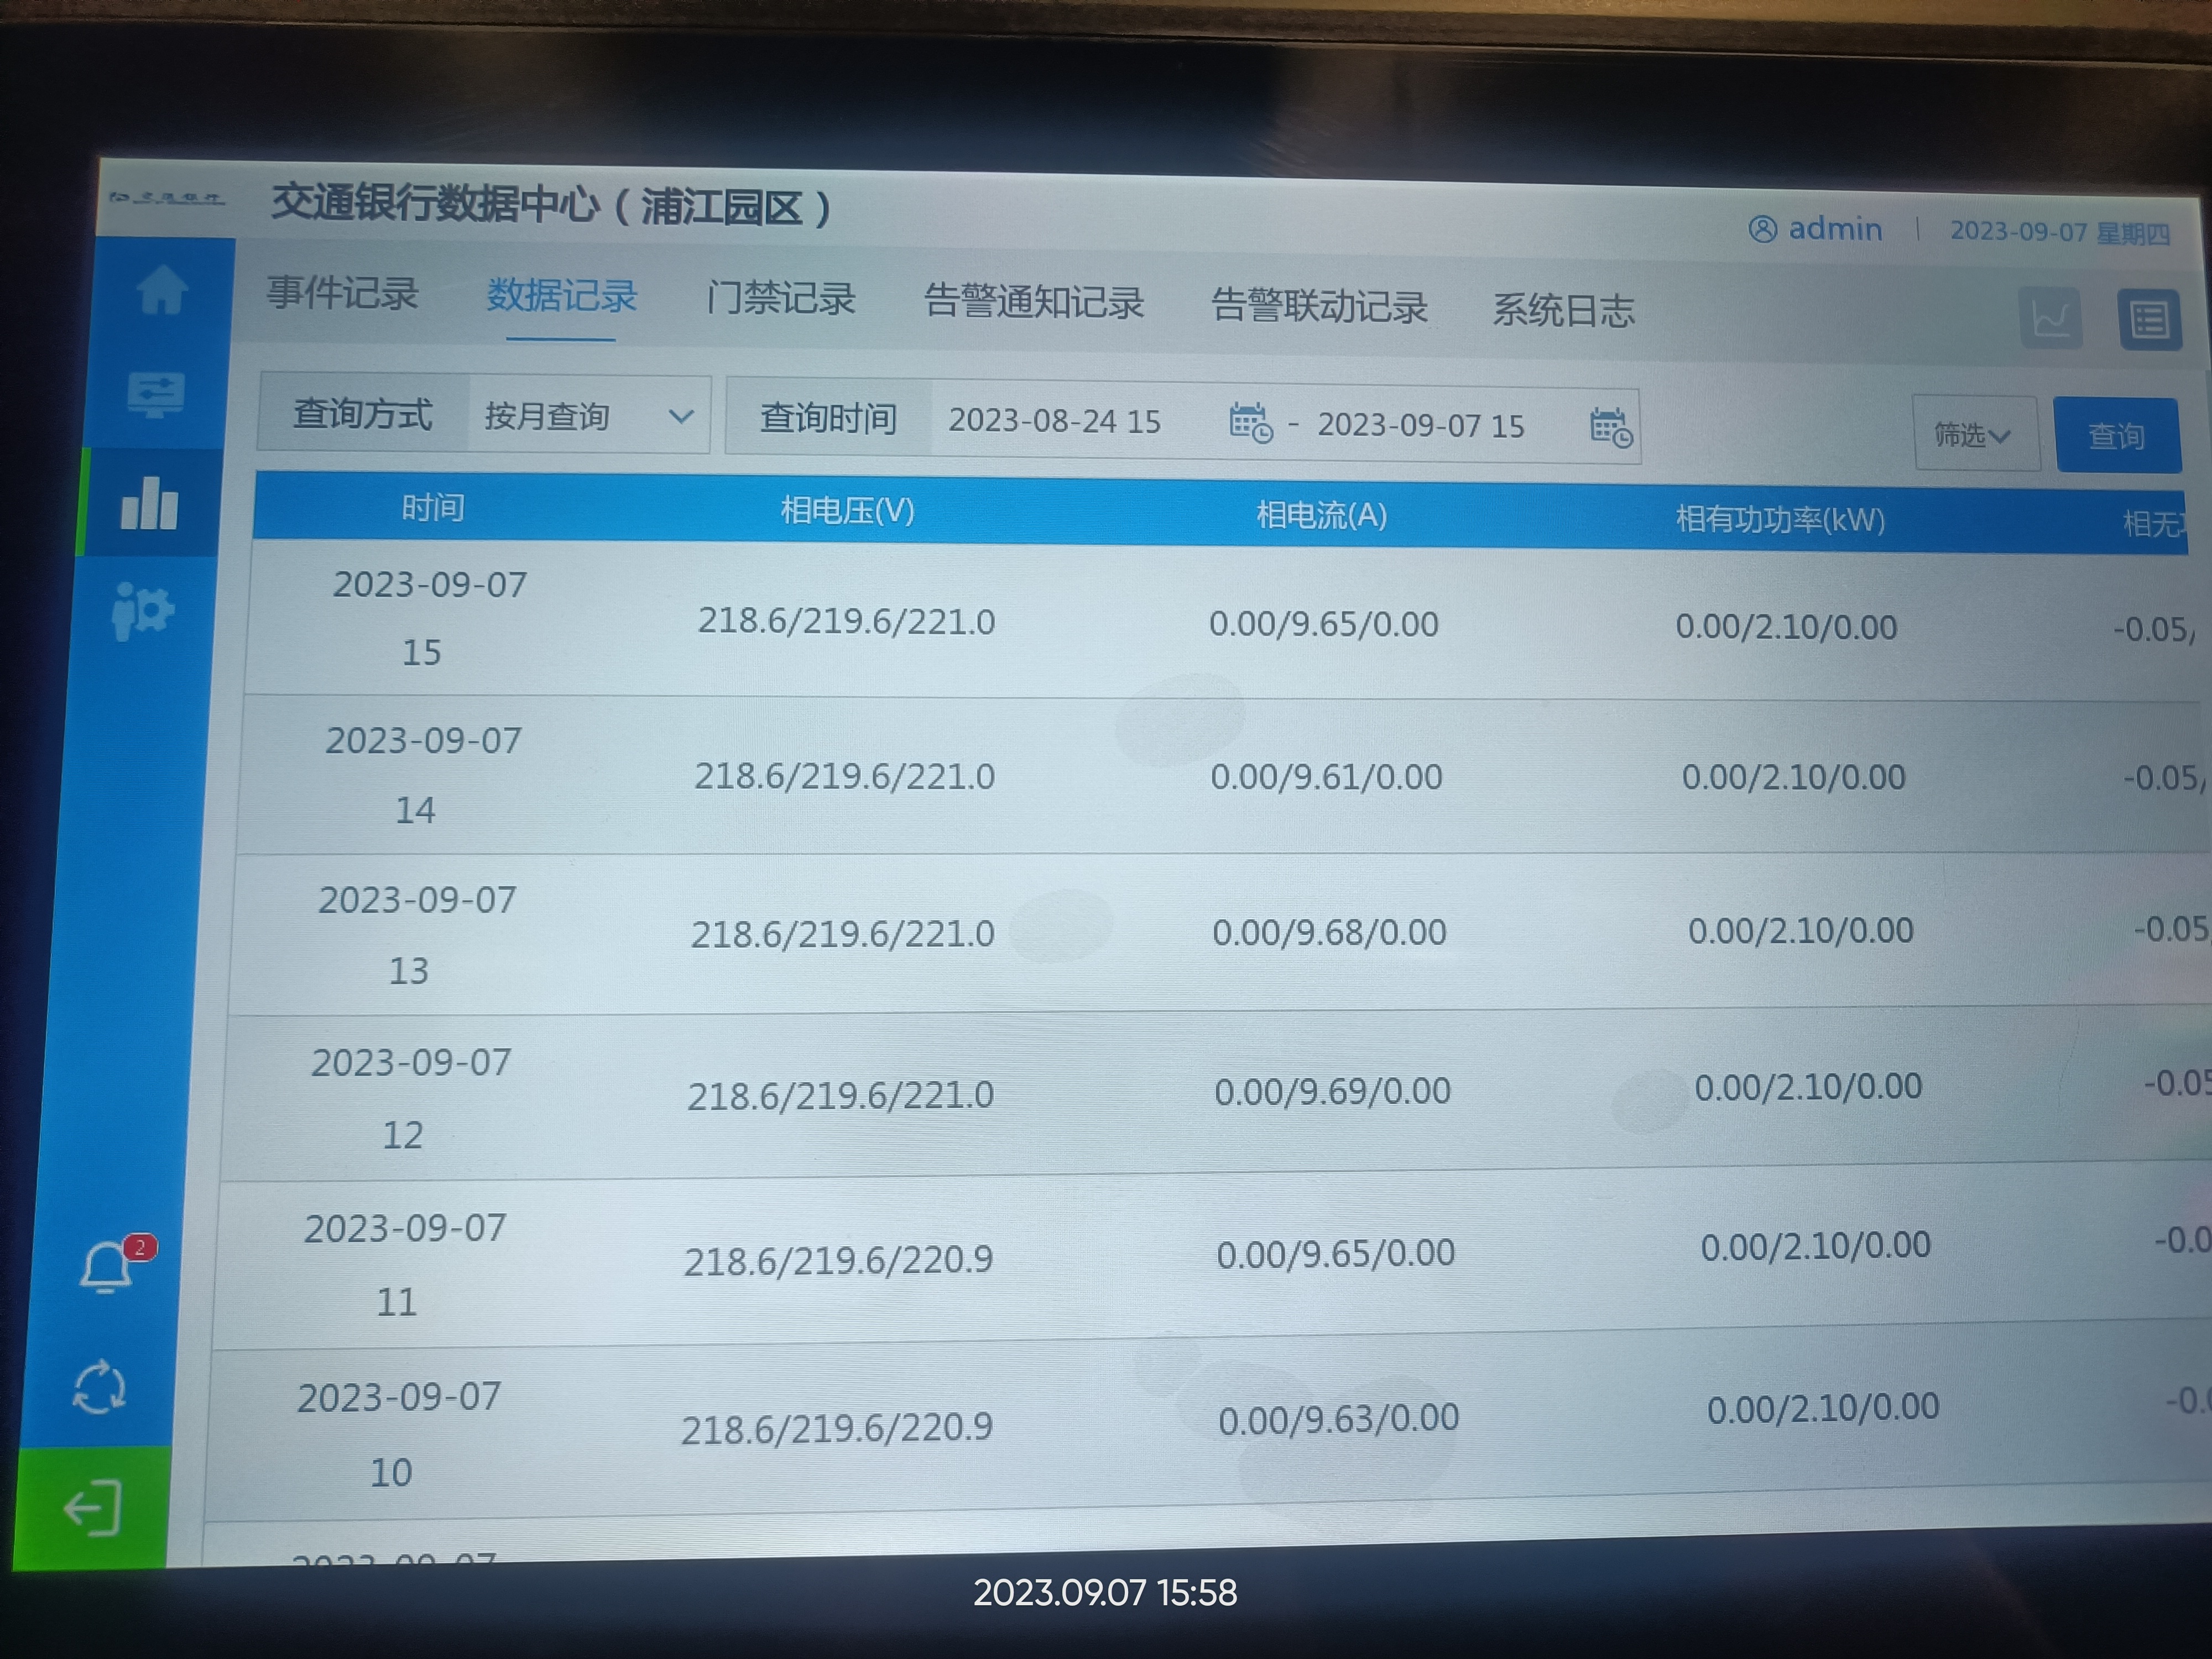 交通银行数据中心（浦江园区）
admin | 2023-09-07 星期四
事件记录 数据记录 门禁记录 告警通知记录 告警联动记录 系统日志
查询方式 按月查询 查询时间 2023-08-24 15 - 2023-09-07 15 筛选 查询
时间 相电压(V) 相电流(A) 相有功功率(kW) 相无
2023-09-07
15 218.6/219.6/221.0 0.00/9.65/0.00 0.00/2.10/0.00 -0.05/
2023-09-07
14 218.6/219.6/221.0 0.00/9.61/0.00 0.00/2.10/0.00 -0.05/
2023-09-07
13 218.6/219.6/221.0 0.00/9.68/0.00 0.00/2.10/0.00 -0.05
2023-09-07
12 218.6/219.6/221.0 0.00/9.69/0.00 0.00/2.10/0.00 -0.05
2023-09-07
11 218.6/219.6/220.9 0.00/9.65/0.00 0.00/2.10/0.00 -0.0
2023-09-07
10 218.6/219.6/220.9 0.00/9.63/0.00 0.00/2.10/0.00 -0.0
2
2023-09-07
2023.09.07 15:58